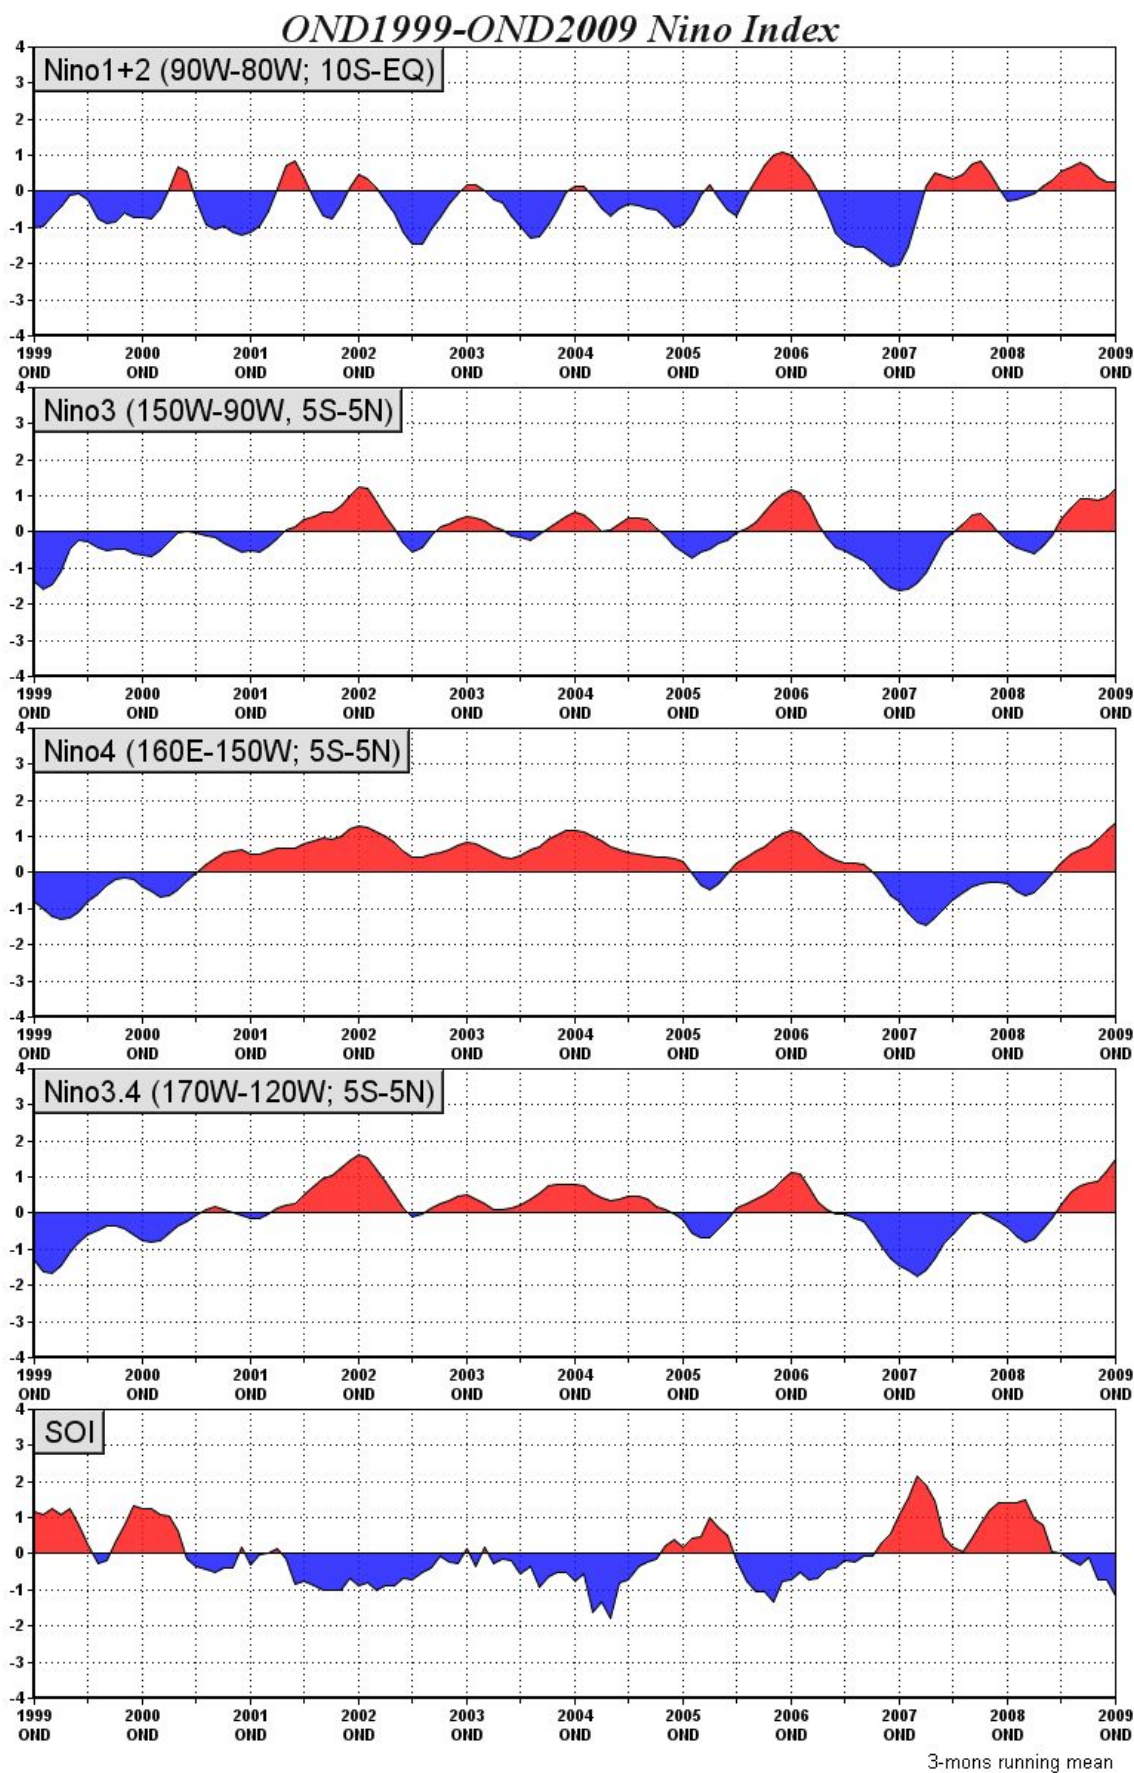 OND1999-OND2009 Nino Index
Nino1+2 (90W-80W; 10S-EQ)
4
3
2
1
0
-1
-2
-3
-4
1999 2000 2001 2002 2003 2004 2005 2006 2007 2008 2009
OND OND OND OND OND OND OND OND OND OND OND
Nino3 (150W-90W, 5S-5N)
4
3
2
1
0
-1
-2
-3
-4
1999 2000 2001 2002 2003 2004 2005 2006 2007 2008 2009
OND OND OND OND OND OND OND OND OND OND OND
Nino4 (160E-150W; 5S-5N)
4
3
2
1
0
-1
-2
-3
-4
1999 2000 2001 2002 2003 2004 2005 2006 2007 2008 2009
OND OND OND OND OND OND OND OND OND OND OND
Nino3.4 (170W-120W; 5S-5N)
4
3
2
1
0
-1
-2
-3
-4
1999 2000 2001 2002 2003 2004 2005 2006 2007 2008 2009
OND OND OND OND OND OND OND OND OND OND OND
SOI
4
3
2
1
0
-1
-2
-3
-4
1999 2000 2001 2002 2003 2004 2005 2006 2007 2008 2009
OND OND OND OND OND OND OND OND OND OND OND
3-mons running mean